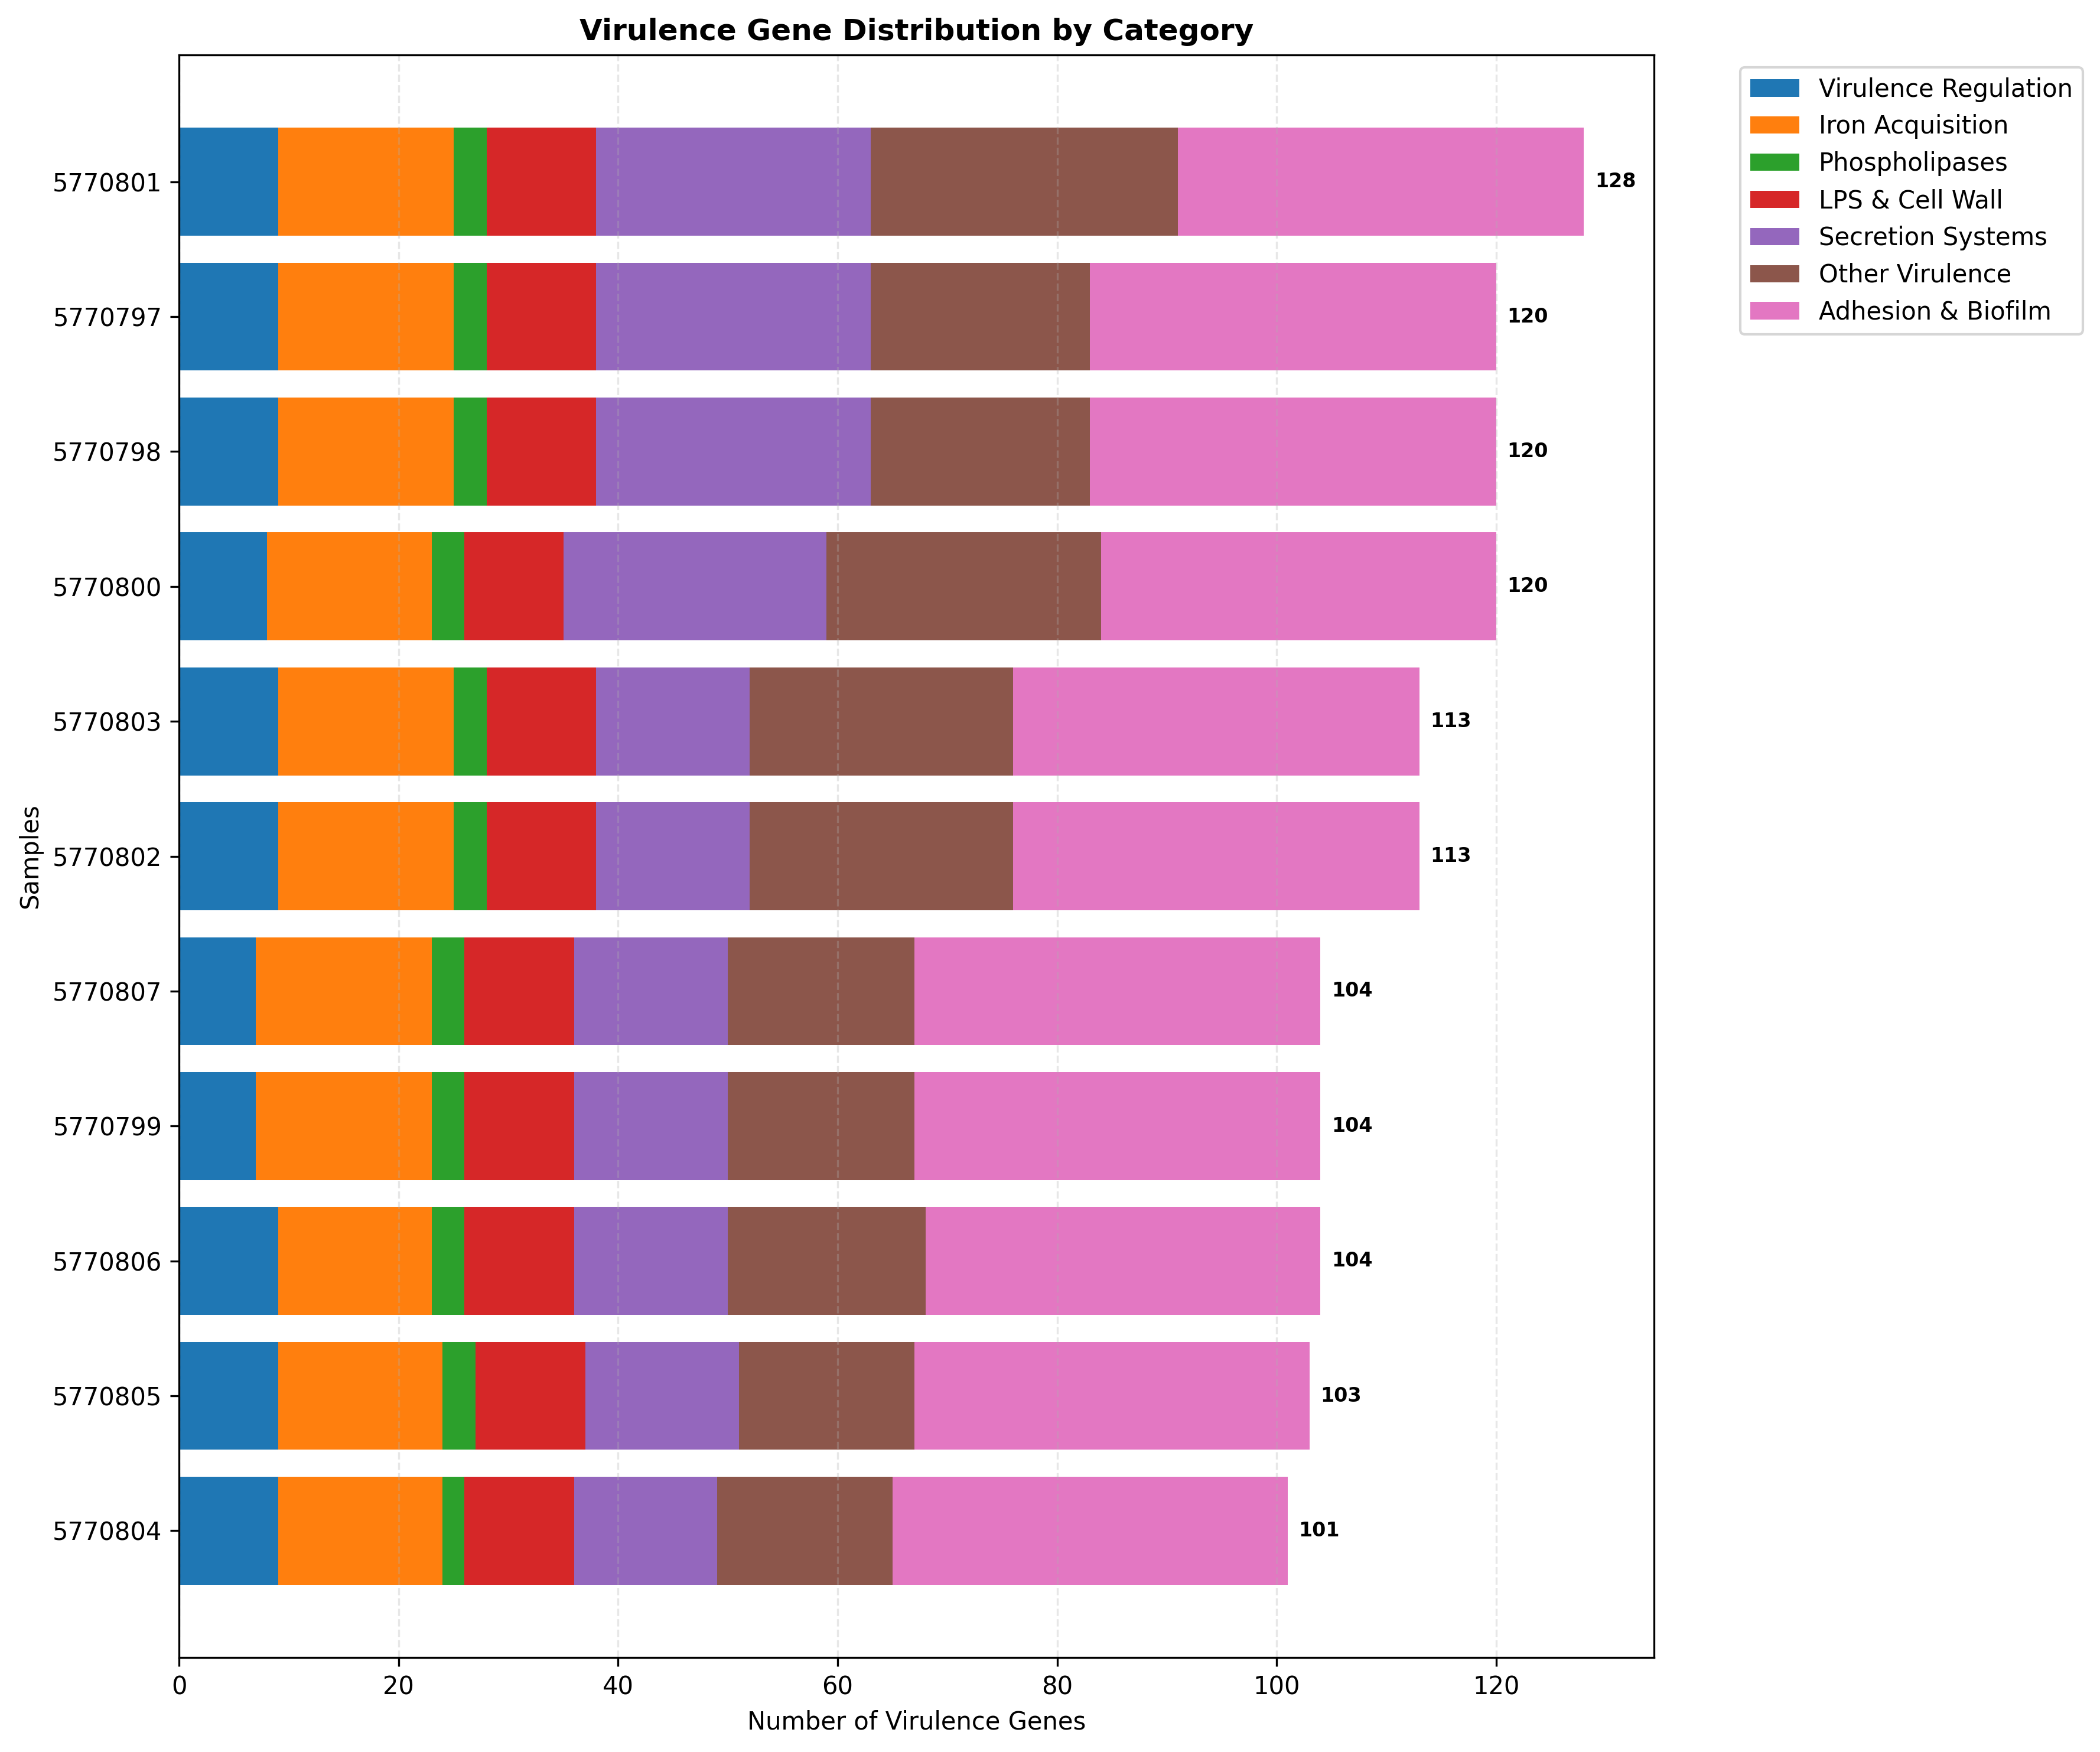 Virulence Gene Distribution by Category
Virulence Regulation
Iron Acquisition
Phospholipases
LPS & Cell Wall
Secretion Systems
Other Virulence
Adhesion & Biofilm
Samples
5770801
128
5770797
120
5770798
120
5770800
120
5770803
113
5770802
113
5770807
104
5770799
104
5770806
104
5770805
103
5770804
101
0 20 40 60 80 100 120
Number of Virulence Genes